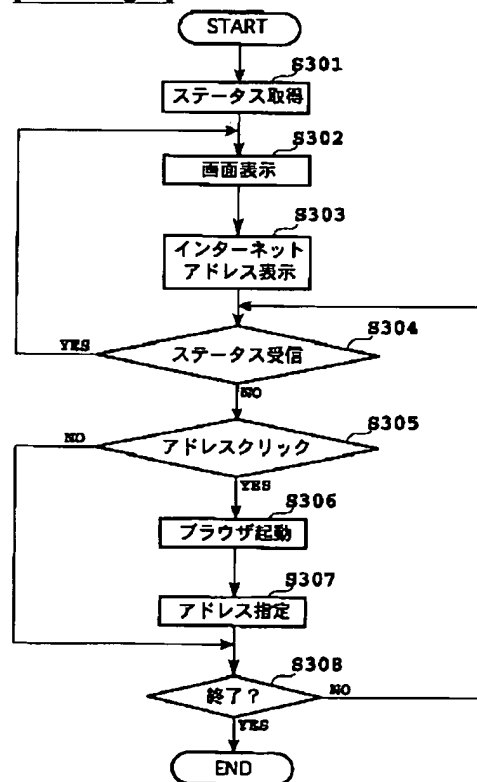 START
S301
ステータス取得
S302
画面表示
S303
インターネット
アドレス表示
S304
ステータス受信
YES
NO
S305
アドレスクリック
NO
YES
S306
ブラウザ起動
S307
アドレス指定
S308
終了？
NO
YES
END